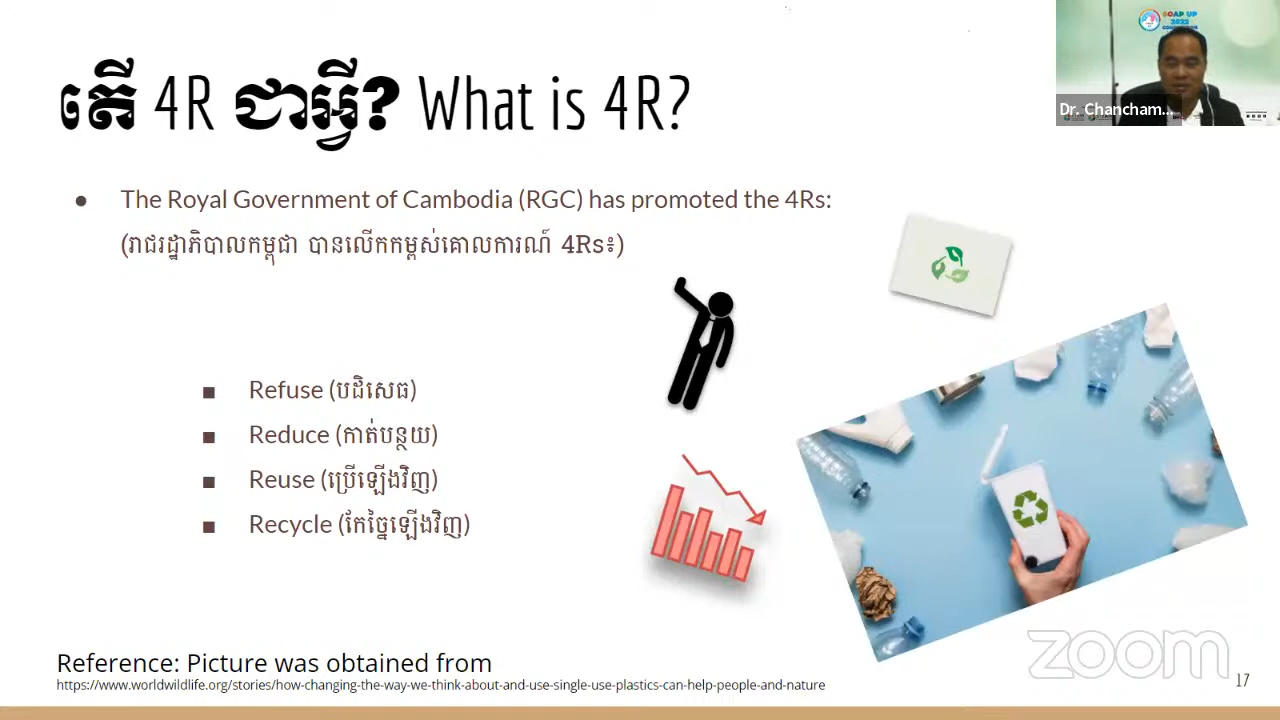 SOAP UP
2022
Dr. Chancham...
តើ 4R ជាអ្វី? What is 4R?
● The Royal Government of Cambodia (RGC) has promoted the 4Rs:
(រាជរដ្ឋាភិបាលកម្ពុជា បានលើកកម្ពស់គោលការណ៍ 4Rs៖)
■ Refuse (បដិសេធ)
■ Reduce (កាត់បន្ថយ)
■ Reuse (ប្រើឡើងវិញ)
■ Recycle (កែច្នៃឡើងវិញ)
Reference: Picture was obtained from
https://www.worldwildlife.org/stories/how-changing-the-way-we-think-about-and-use-single-use-plastics-can-help-people-and-nature
zoom
17